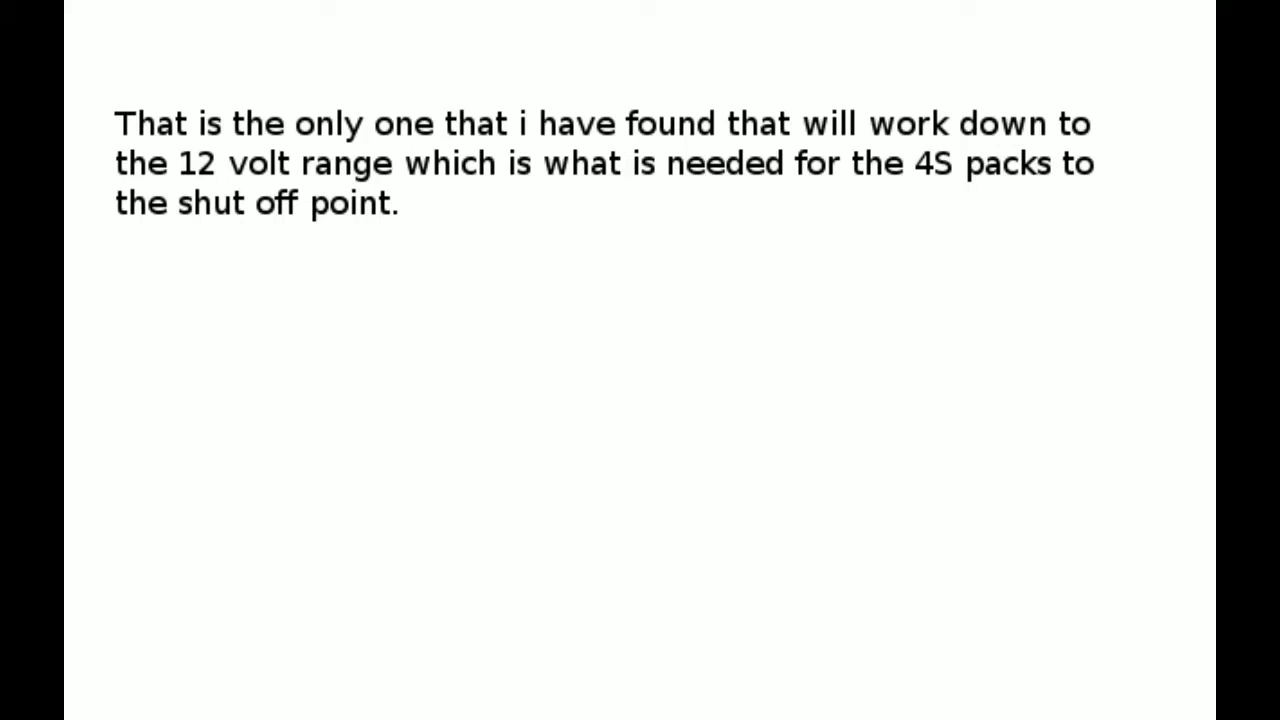 That is the only one that i have found that will work down to
the 12 volt range which is what is needed for the 4S packs to
the shut off point.